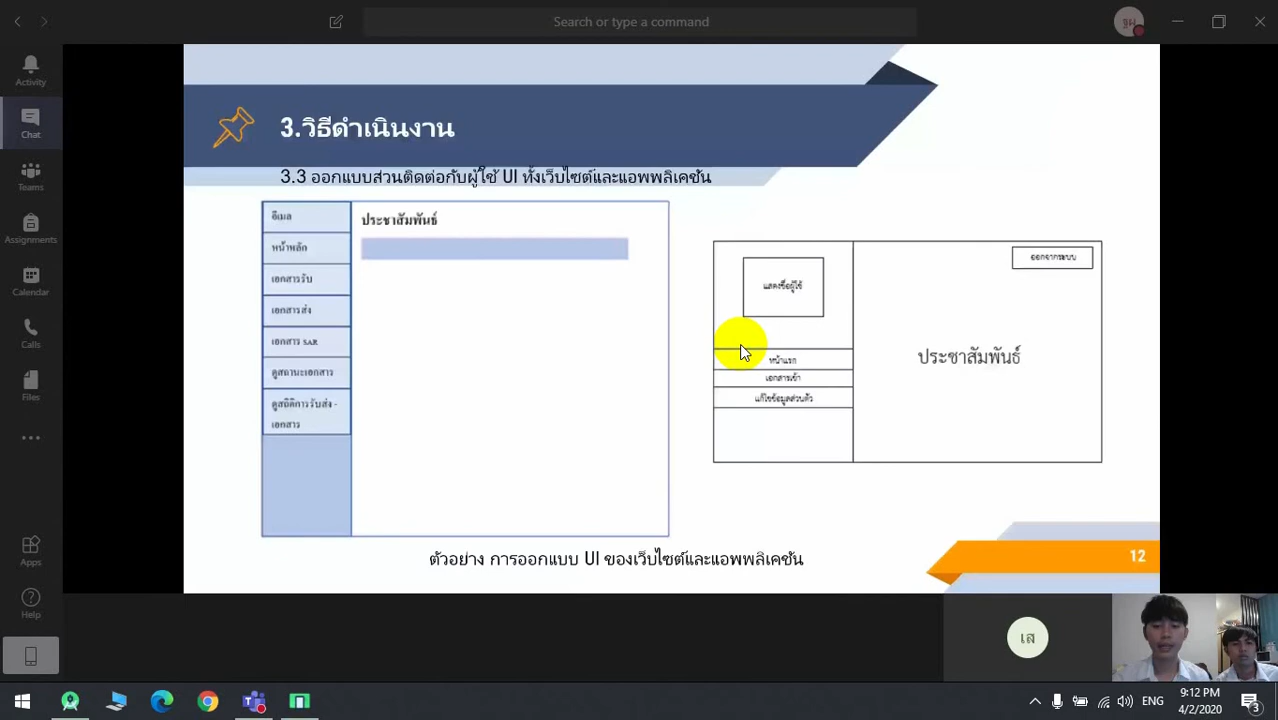 Search or type a command
ฐผ
Activity
Chat
Teams
Assignments
Calendar
Calls
Files
Apps
Help
3.วิธีดำเนินงาน
3.3 ออกแบบส่วนติดต่อกับผู้ใช้ UI ทั้งเว็บไซต์และแอพพลิเคชั่น
อีเมล
หน้าหลัก
เอกสารรับ
เอกสารส่ง
เอกสาร SAR
ดูสถานะเอกสาร
ดูสถิติการรับส่ง -
เอกสาร
ประชาสัมพันธ์
แสดงชื่อผู้ใช้
หน้าแรก
เอกสารเข้า
แก้ไขข้อมูลส่วนตัว
ออกจากระบบ
ประชาสัมพันธ์
ตัวอย่าง การออกแบบ UI ของเว็บไซต์และแอพพลิเคชั่น
12
เส
ENG
9:12 PM
4/2/2020
3